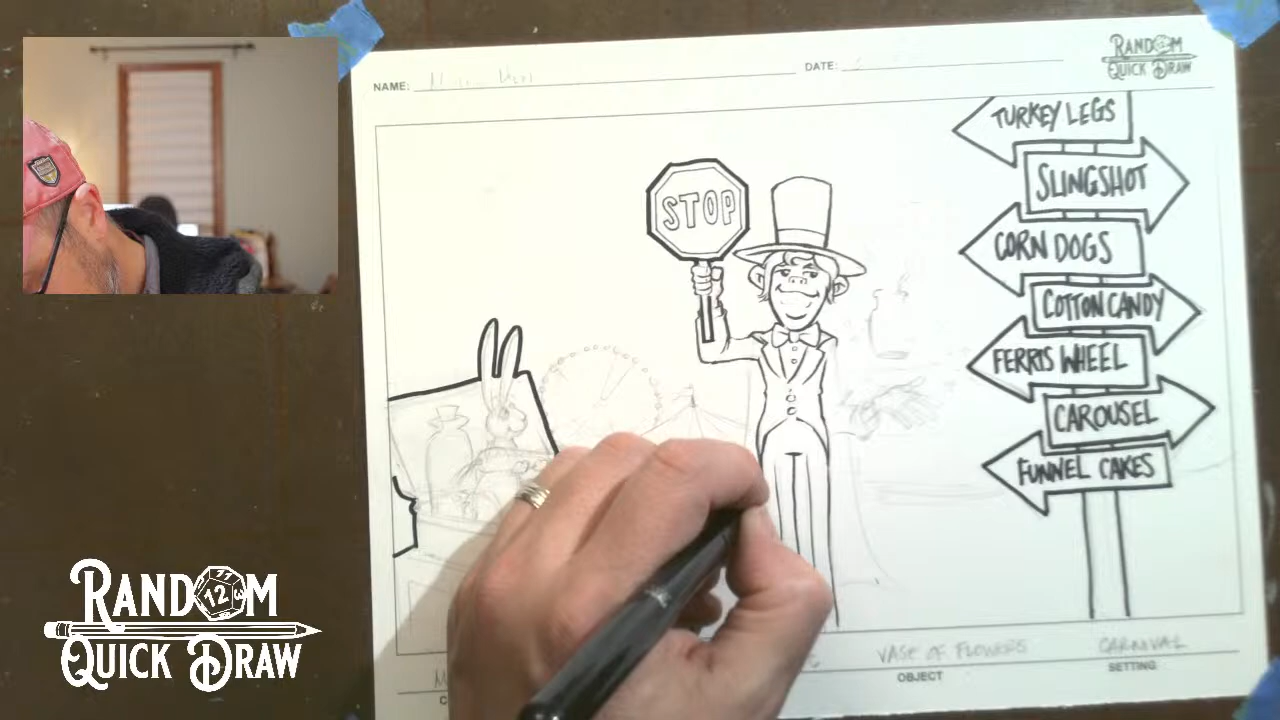 NAME:
DATE:
RANDOM
QUICK DRAW
TURKEY LEGS
SLINGSHOT
STOP
CORN DOGS
COTTON CANDY
FERRIS WHEEL
CAROUSEL
FUNNEL CAKES
VASE OF FLOWERS
CARNIVAL
OBJECT
SETTING
RANDOM
11
12
QUICK DRAW